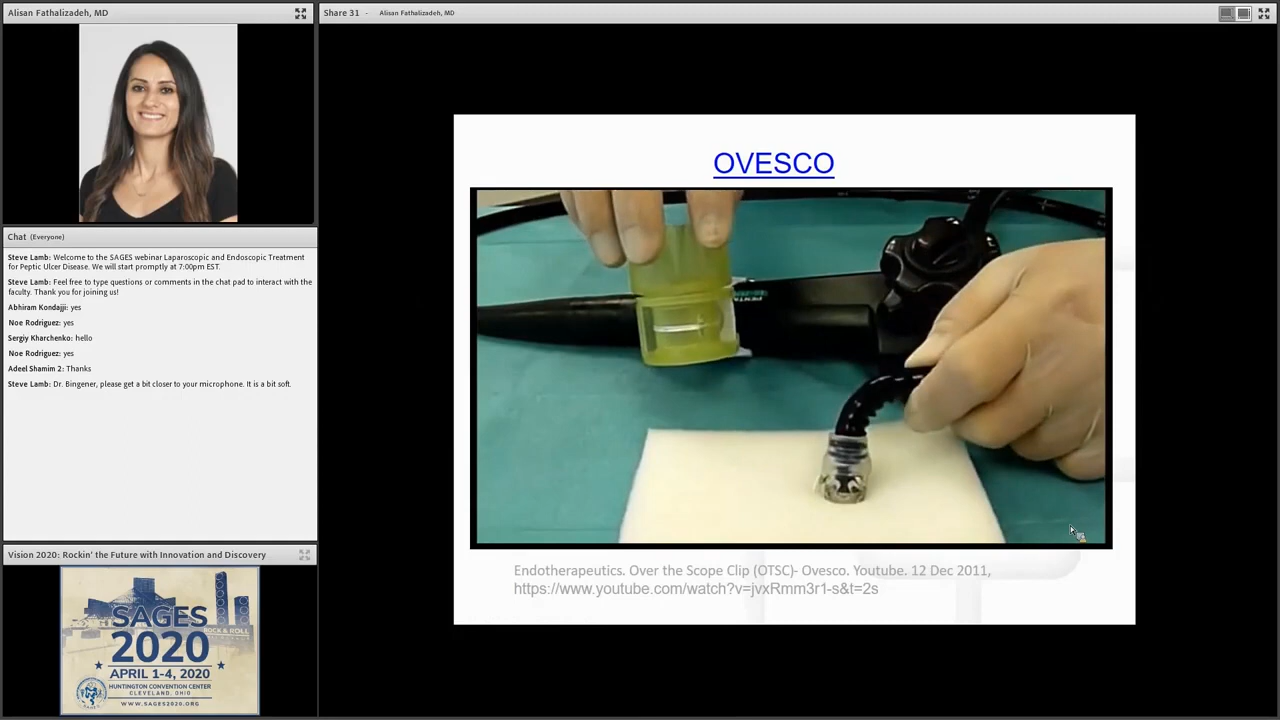 Alisan Fathalizadeh, MD
Share 31 - Alisan Fathalizadeh, MD
Chat (Everyone)
Steve Lamb: Welcome to the SAGES webinar Laparoscopic and Endoscopic Treatment
for Peptic Ulcer Disease. We will start promptly at 7:00pm EST.
Steve Lamb: Feel free to type questions or comments in the chat pad to interact with the
faculty. Thank you for joining us!
Abhiram Kondajji: yes
Noe Rodriguez: yes
Sergiy Kharchenko: hello
Noe Rodriguez: yes
Adeel Shamim 2: Thanks
Steve Lamb: Dr. Bingener, please get a bit closer to your microphone. It is a bit soft.
Vision 2020: Rockin' the Future with Innovation and Discovery
SAGES
ROCK & ROLL
2020
APRIL 1-4, 2020
HUNTINGTON CONVENTION CENTER
CLEVELAND, OHIO
WWW.SAGES2020.ORG
OVESCO
Endotherapeutics. Over the Scope Clip (OTSC)- Ovesco. Youtube. 12 Dec 2011,
https://www.youtube.com/watch?v=jvxRmm3r1-s&t=2s